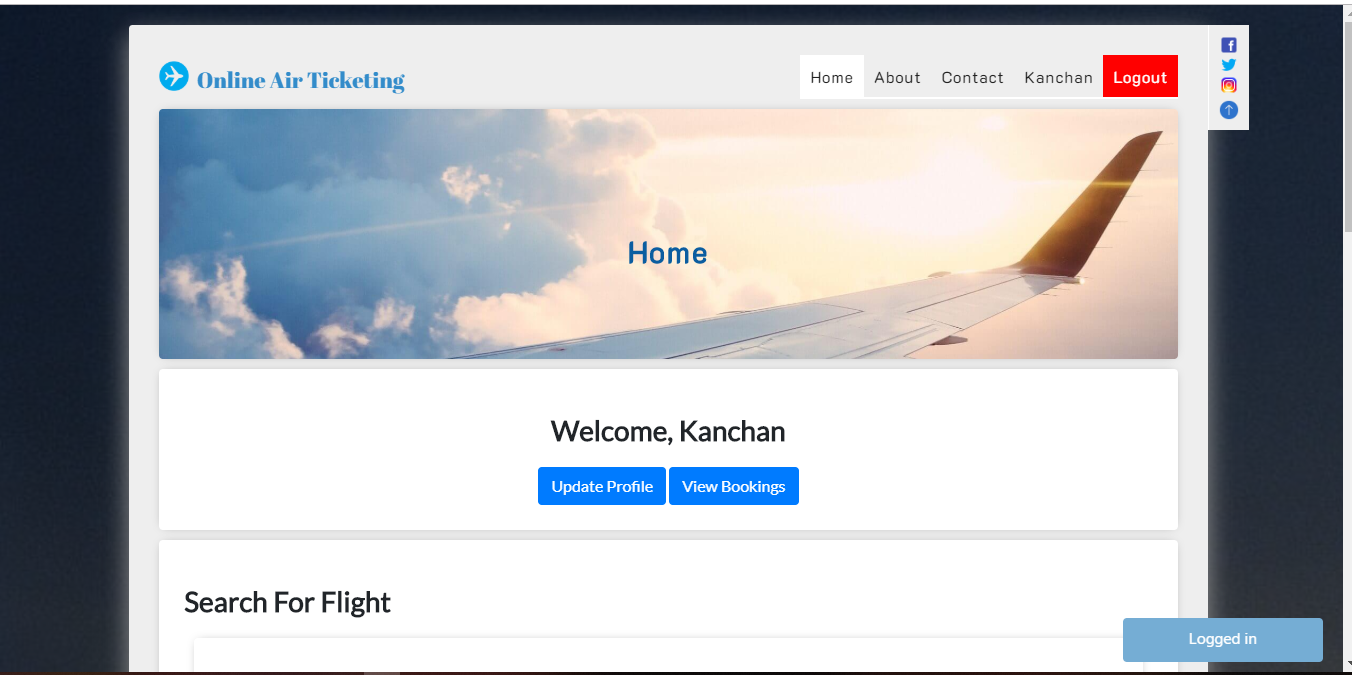 Online Air Ticketing
Home About Contact Kanchan Logout
Home
Welcome, Kanchan
Update Profile View Bookings
Search For Flight
Logged in